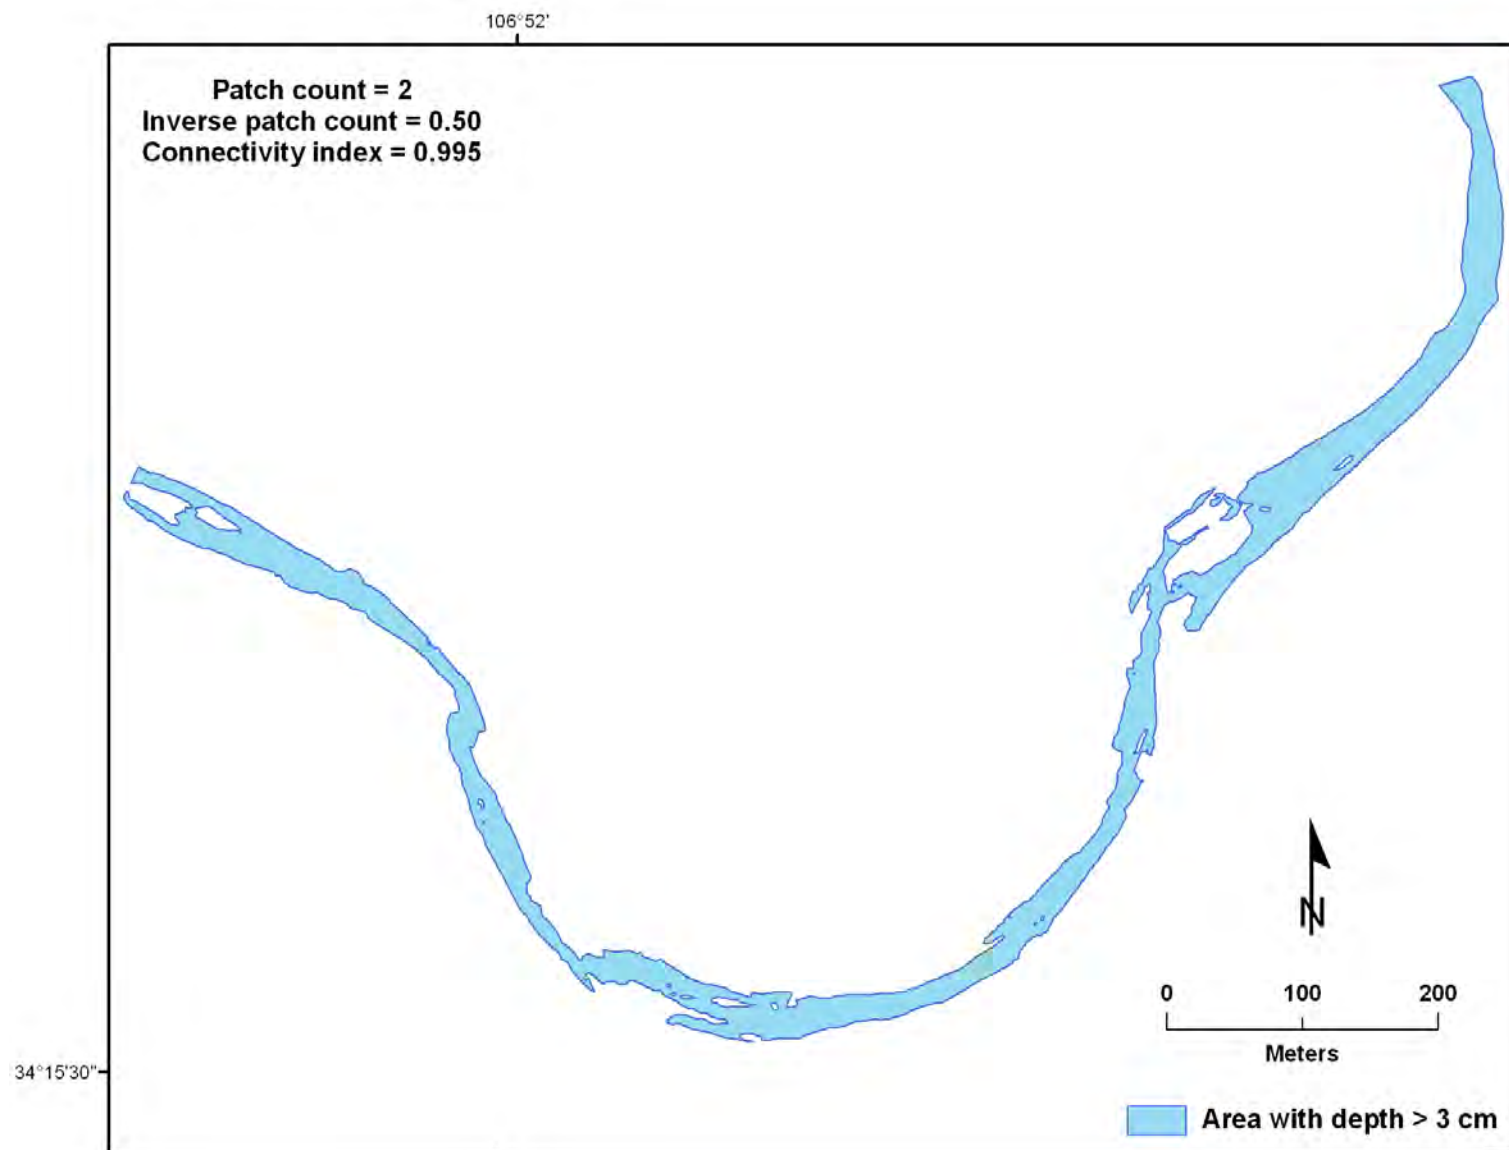 106°52'
Patch count = 2
Inverse patch count = 0.50
Connectivity index = 0.995
N
0 100 200
Meters
34°15'30"
Area with depth > 3 cm